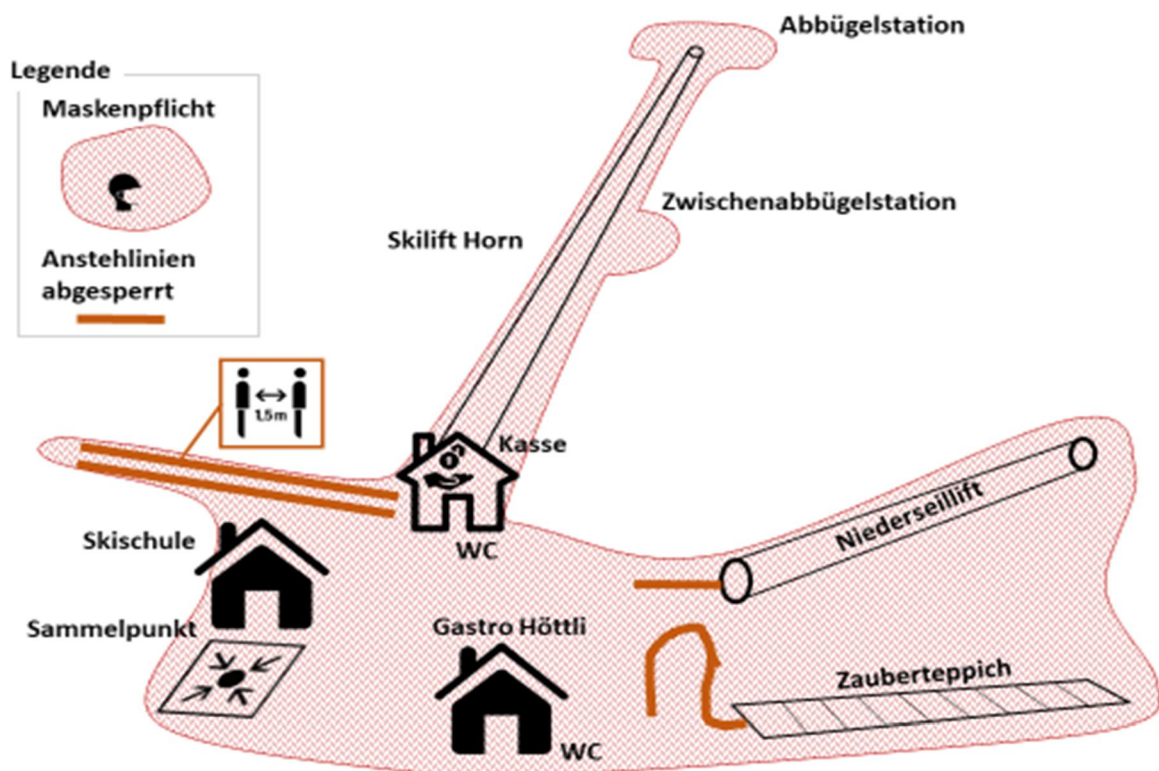 Abbügelstation
Legende
Maskenpflicht
Anstehlinien
abgesperrt
Zwischenabbügelstation
Skilift Horn
1,5m
Kasse
WC
Skischule
Sammelpunkt
Gastro Höttli
WC
Niederseillift
Zauberteppich